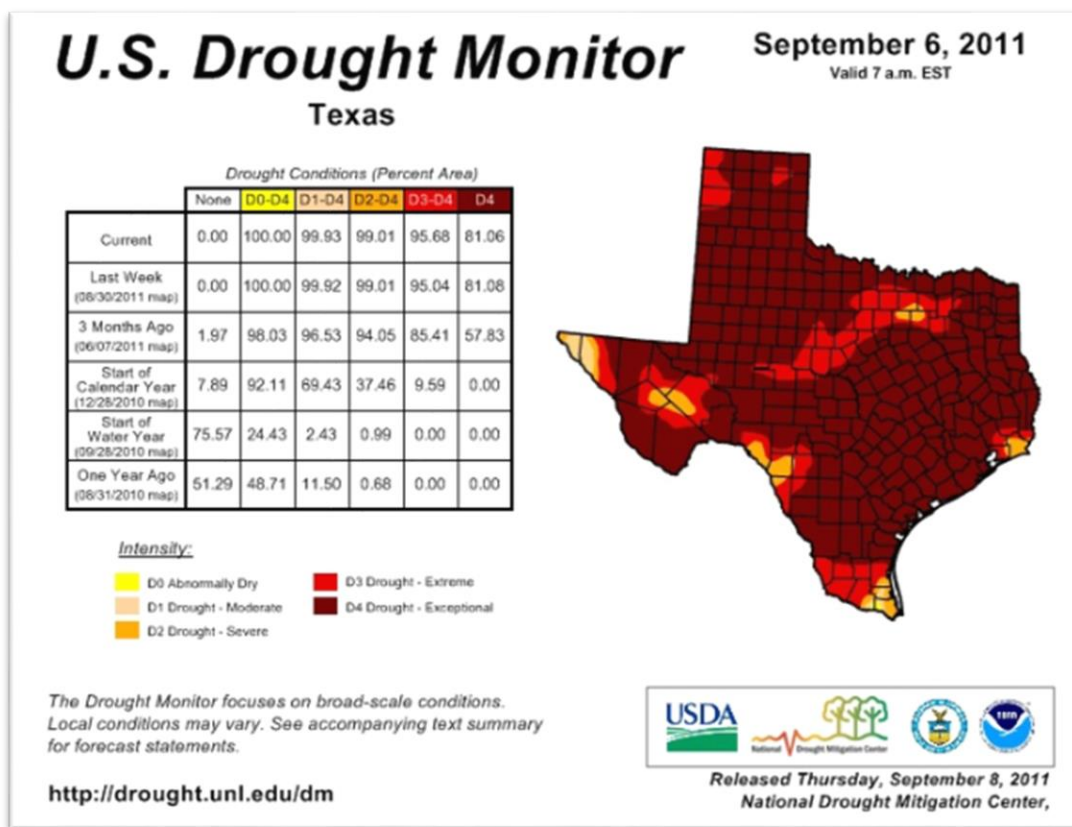 U.S. Drought Monitor
Texas
September 6, 2011
Valid 7 a.m. EST
Drought Conditions (Percent Area)
None D0-D4 D1-D4 D2-D4 D3-D4 D4
Current 0.00 100.00 99.93 99.01 95.68 81.06
Last Week
(08/30/2011 map) 0.00 100.00 99.92 99.01 95.04 81.08
3 Months Ago
(06/07/2011 map) 1.97 98.03 96.53 94.05 85.41 57.83
Start of
Calendar Year
(12/28/2010 map) 7.89 92.11 69.43 37.46 9.59 0.00
Start of
Water Year
(09/28/2010 map) 75.57 24.43 2.43 0.99 0.00 0.00
One Year Ago
(08/31/2010 map) 51.29 48.71 11.50 0.68 0.00 0.00
Intensity:
D0 Abnormally Dry
D1 Drought - Moderate
D2 Drought - Severe
D3 Drought - Extreme
D4 Drought - Exceptional
The Drought Monitor focuses on broad-scale conditions.
Local conditions may vary. See accompanying text summary
for forecast statements.
http://drought.unl.edu/dm
USDA
National Drought Mitigation Center
Released Thursday, September 8, 2011
National Drought Mitigation Center,